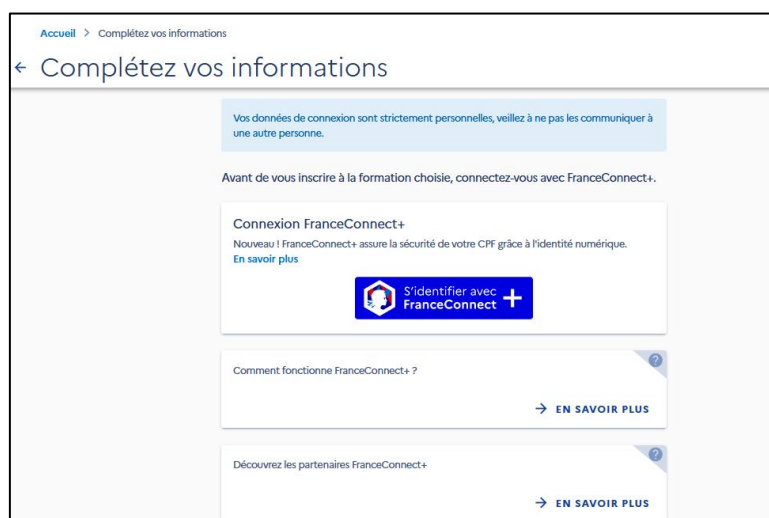 Accueil > Complétez vos informations
← Complétez vos informations
Vos données de connexion sont strictement personnelles, veillez à ne pas les communiquer à
une autre personne.
Avant de vous inscrire à la formation choisie, connectez-vous avec FranceConnect+.
Connexion FranceConnect+
Nouveau ! FranceConnect+ assure la sécurité de votre CPF grâce à l'identité numérique.
En savoir plus
S'identifier avec
FranceConnect +
Comment fonctionne FranceConnect+ ?
?
→ EN SAVOIR PLUS
Découvrez les partenaires FranceConnect+
?
→ EN SAVOIR PLUS